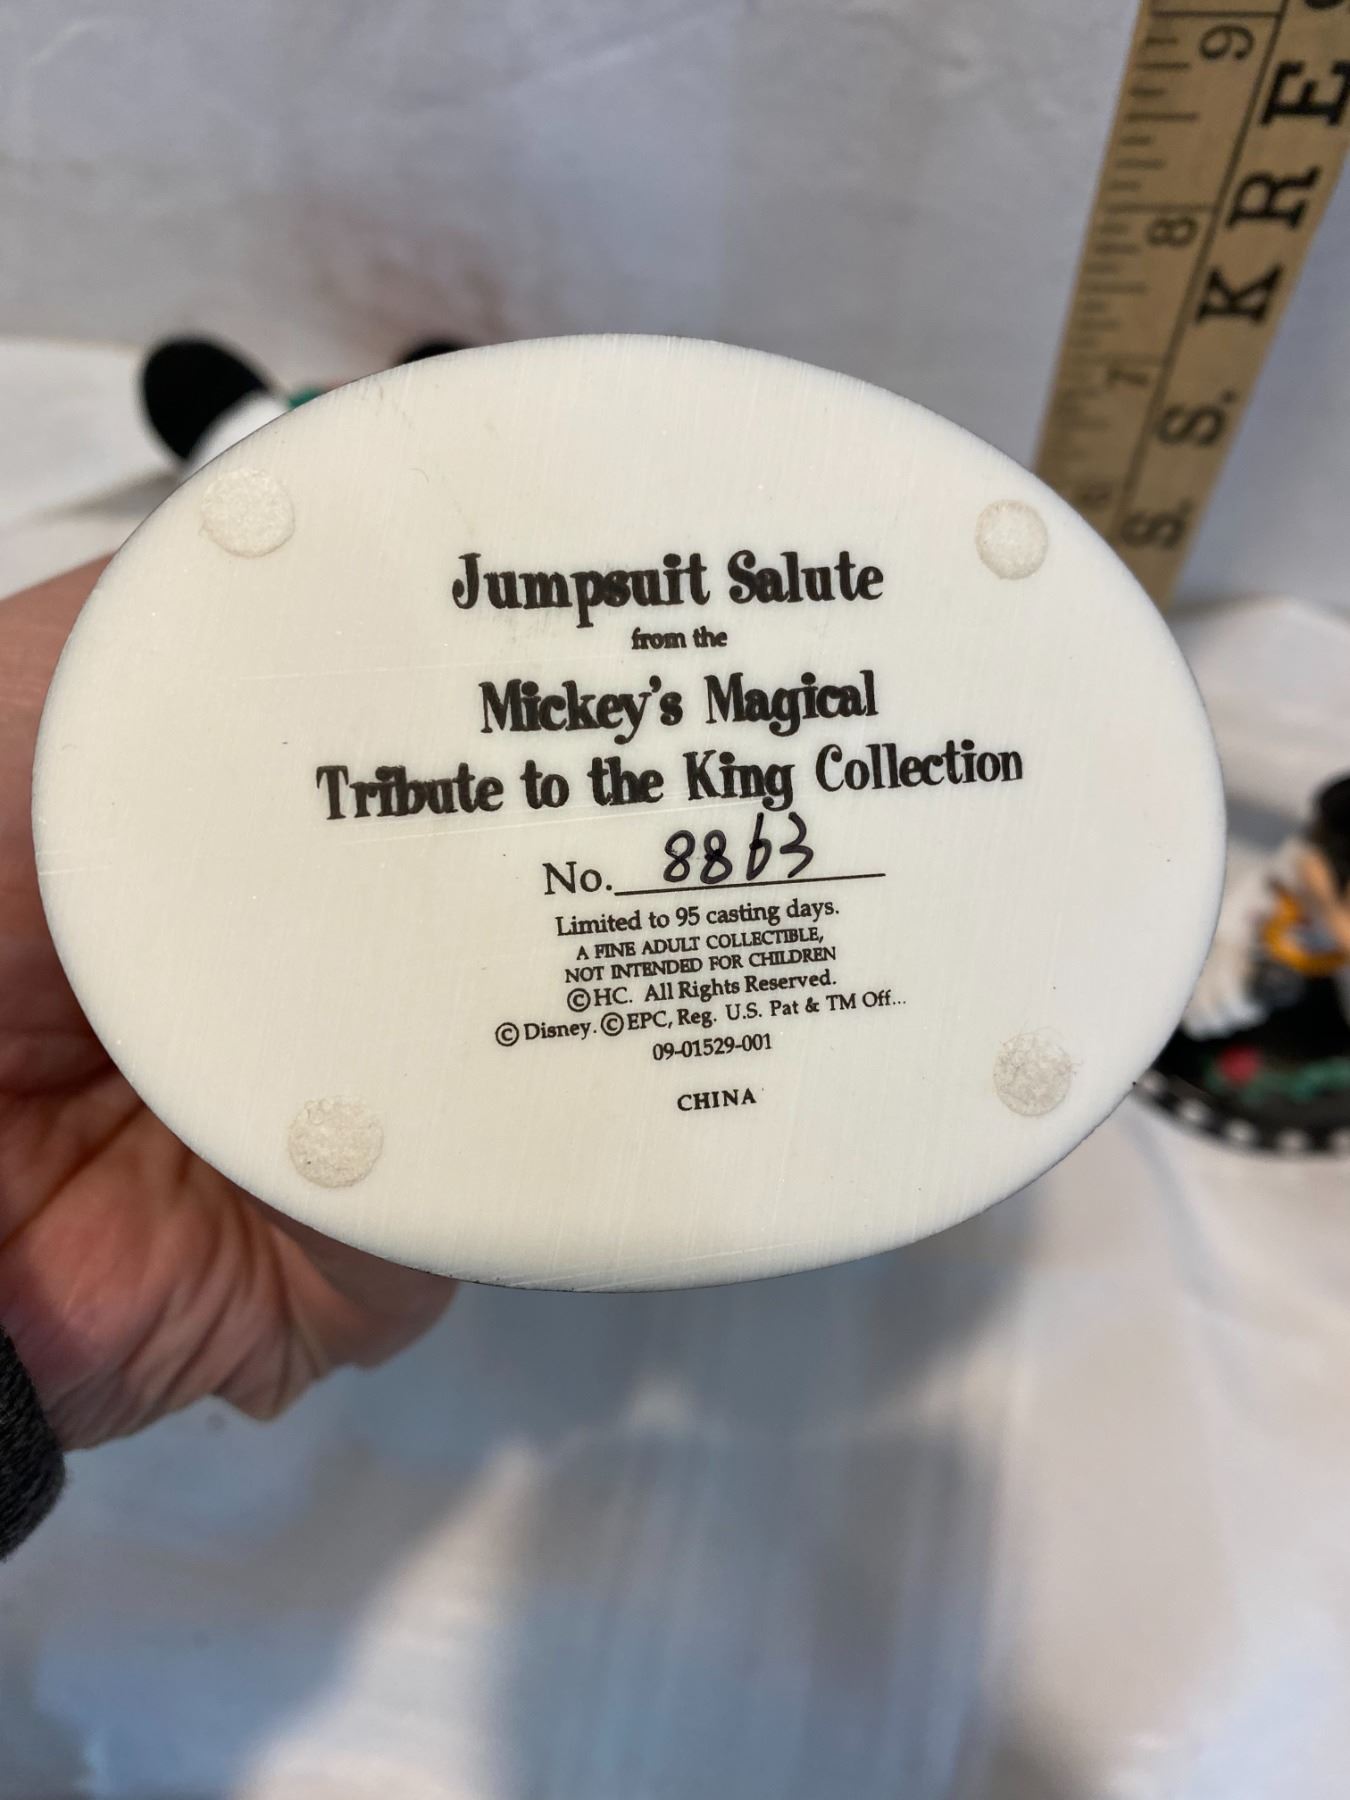 Jumpsuit Salute
from the
Mickey's Magical
Tribute to the King Collection
No. 8863
Limited to 95 casting days.
A FINE ADULT COLLECTIBLE,
NOT INTENDED FOR CHILDREN
©HC. All Rights Reserved.
©Disney. ©EPC, Reg. U.S. Pat & TM Off...
09-01529-001
CHINA
S. S. KRE
6 7 8 9